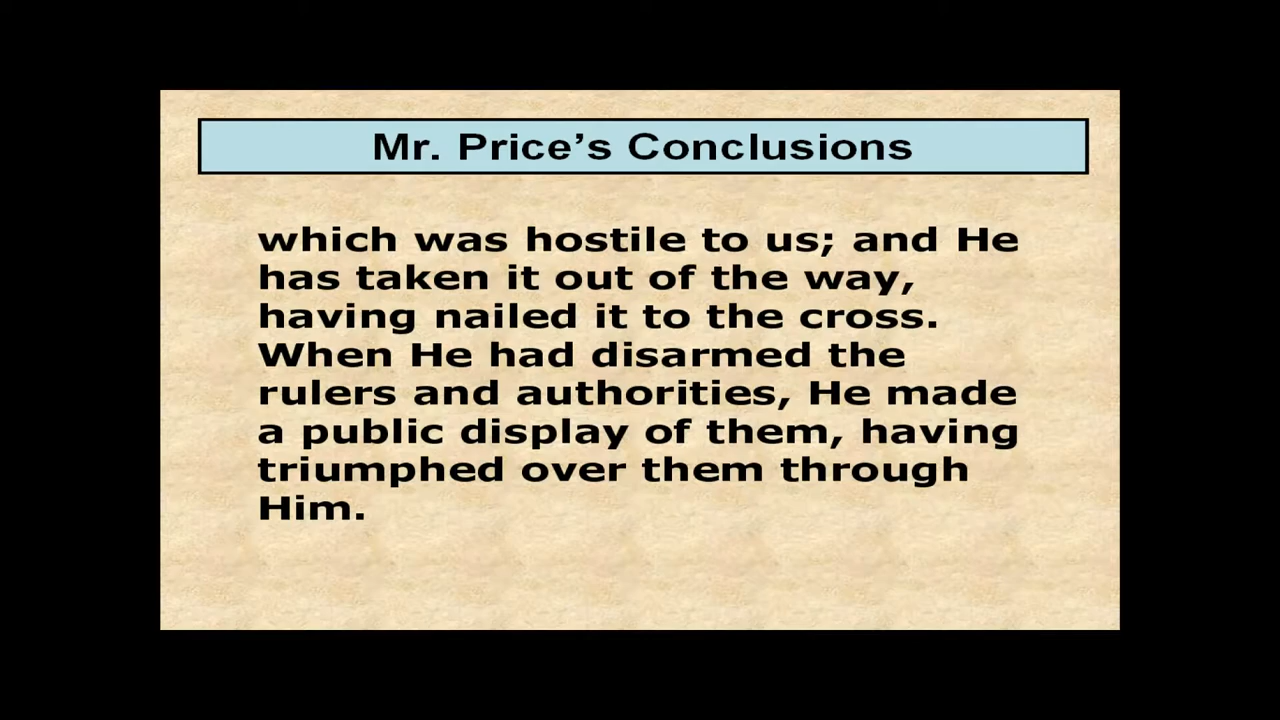 Mr. Price’s Conclusions
which was hostile to us; and He
has taken it out of the way,
having nailed it to the cross.
When He had disarmed the
rulers and authorities, He made
a public display of them, having
triumphed over them through
Him.